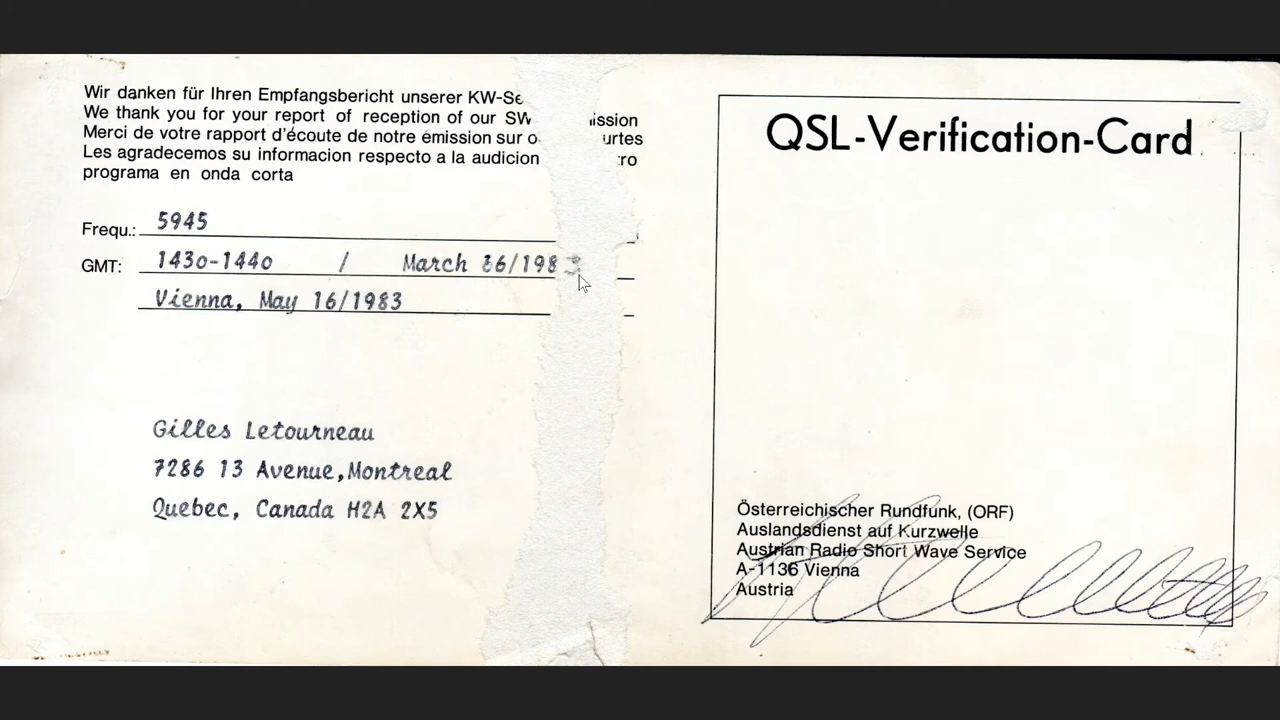 Wir danken für Ihren Empfangsbericht unserer KW-Se
We thank you for your report of reception of our SW ission
Merci de votre rapport d'écoute de notre émission sur o urtes
Les agradecemos su informacion respecto a la audicion tro
programa en onda corta
Frequ.: 5945
GMT: 1430-1440 / March /1983
Vienna, May 16/1983
Gilles Letourneau
7286 13 Avenue, Montreal
Quebec, Canada H2A 2X5
QSL-Verification-Card
Österreichischer Rundfunk, (ORF)
Auslandsdienst auf Kurzwelle
Austrian Radio Short Wave Service
A-1136 Vienna
Austria